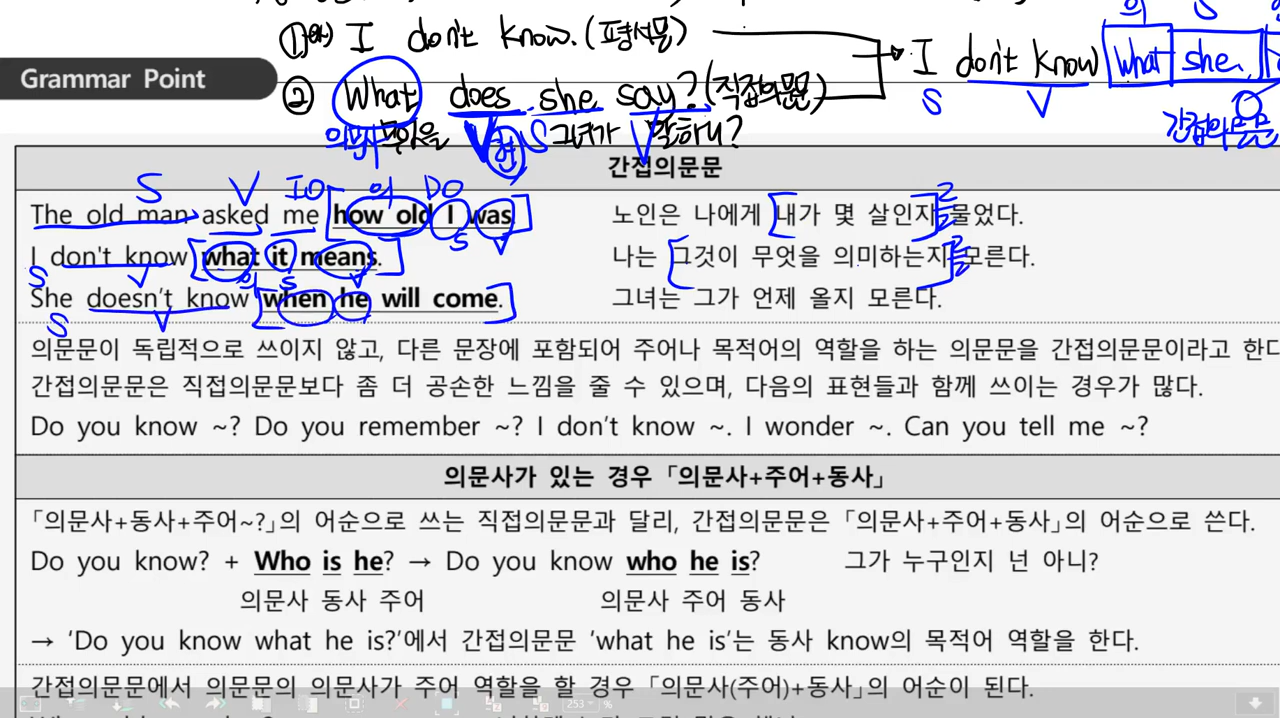 ①(예) I don't know.(평서문)
I don't know what she
S V
Grammar Point
② What does she say?(직접의문문)
의문사 무엇을 V S 그녀가 V 말하니?
간접의문문
간접의문문
S V IO 의 DO
The old man asked me how old I was 노인은 나에게 내가 몇 살인지 물었다.
S V
I don't know what it means. 나는 그것이 무엇을 의미하는지 모른다.
S V 의 S V
She doesn't know when he will come. 그녀는 그가 언제 올지 모른다.
S V
의문문이 독립적으로 쓰이지 않고, 다른 문장에 포함되어 주어나 목적어의 역할을 하는 의문문을 간접의문문이라고 한다
간접의문문은 직접의문문보다 좀 더 공손한 느낌을 줄 수 있으며, 다음의 표현들과 함께 쓰이는 경우가 많다.
Do you know ~? Do you remember ~? I don't know ~. I wonder ~. Can you tell me ~?
의문사가 있는 경우 「의문사+주어+동사」
「의문사+동사+주어~?」의 어순으로 쓰는 직접의문문과 달리, 간접의문문은 「의문사+주어+동사」의 어순으로 쓴다.
Do you know? + Who is he? → Do you know who he is? 그가 누구인지 넌 아니?
의문사 동사 주어 의문사 주어 동사
→ 'Do you know what he is?'에서 간접의문문 'what he is'는 동사 know의 목적어 역할을 한다.
간접의문문에서 의문문의 의문사가 주어 역할을 할 경우 「의문사(주어)+동사」의 어순이 된다.
253 %